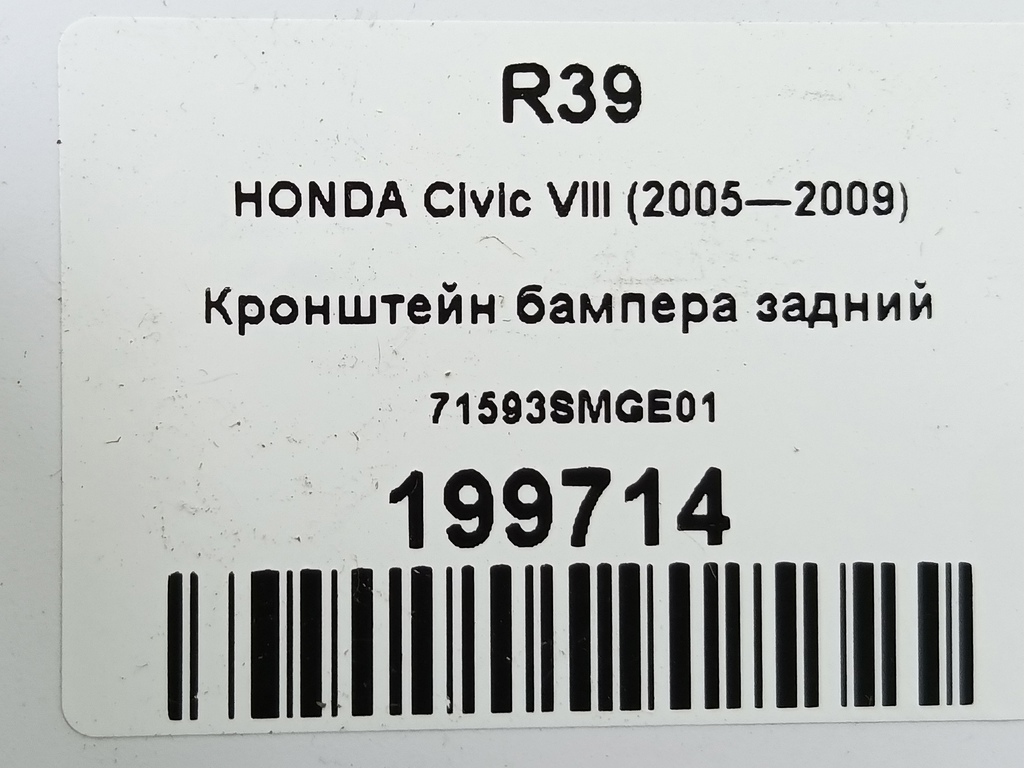 R39
HONDA Civic VIII (2005—2009)
Кронштейн бампера задний
71593SMGE01
199714